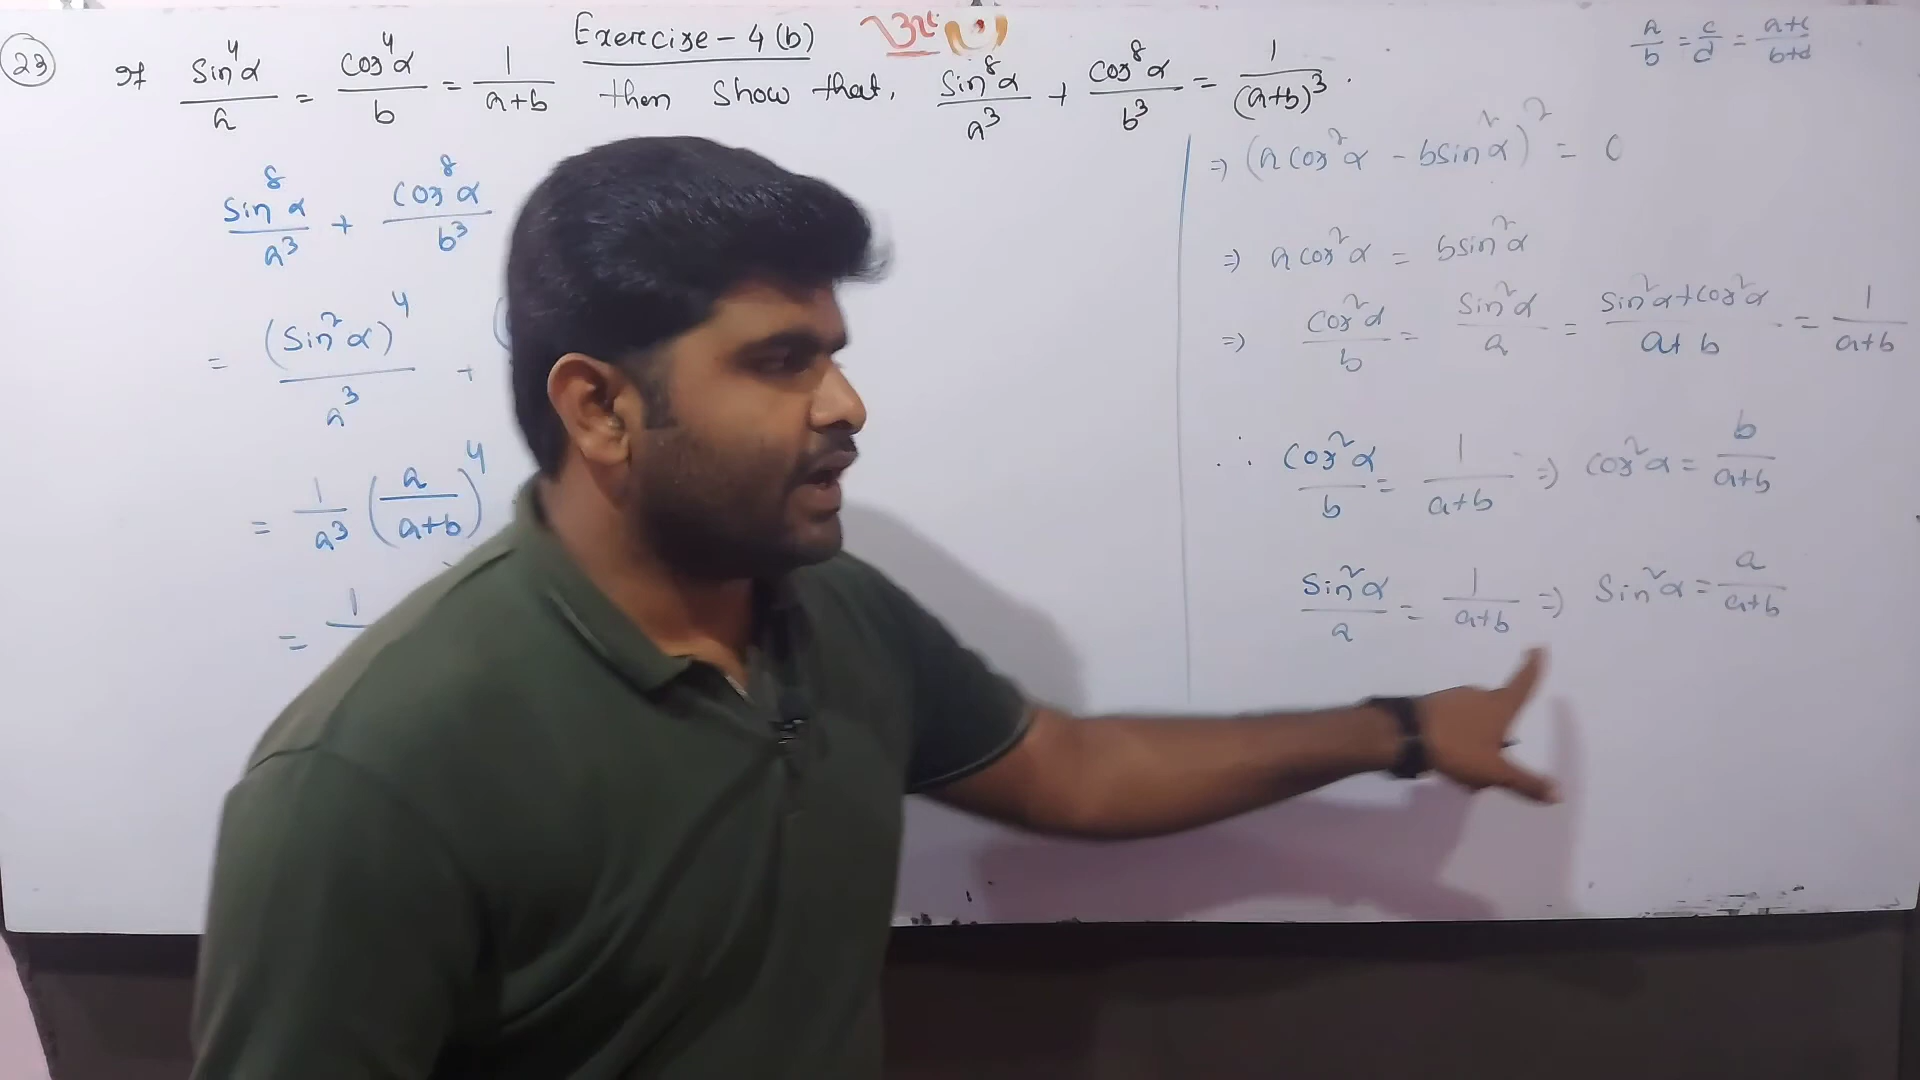 Exercise - 4 (b)
(23) If sin⁴α/a = cos⁴α/b = 1/(a+b) then show that, sin⁸α/a³ + cos⁸α/b³ = 1/(a+b)³ .
a/b = c/d = a+c/b+d
sin⁸α/a³ + cos⁸α/b³
= (sin²α)⁴/a³ +
= 1/a³ (a/(a+b))⁴
= 1
⇒ (a cos²α - b sin²α)² = 0
⇒ a cos²α = b sin²α
⇒ cos²α/b = sin²α/a = sin²α+cos²α/a+b = 1/a+b
∴ cos²α/b = 1/a+b ⇒ cos²α = b/a+b
sin²α/a = 1/a+b ⇒ sin²α = a/a+b